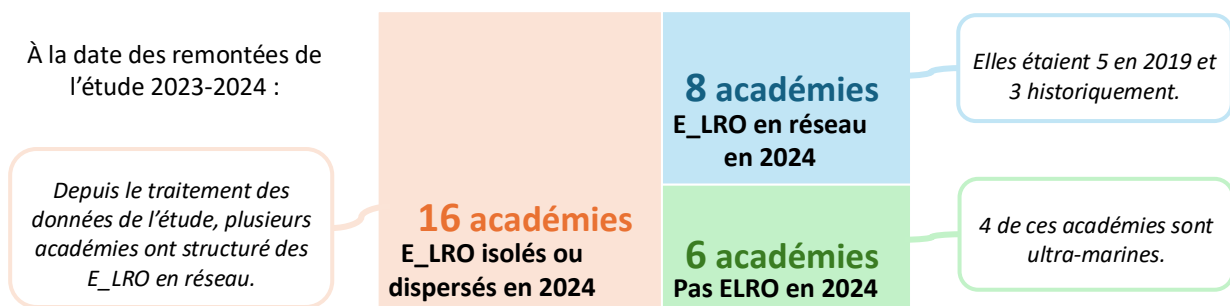 À la date des remontées de
l’étude 2023-2024 :
Depuis le traitement des
données de l’étude, plusieurs
académies ont structuré des
E_LRO en réseau.
16 académies
E_LRO isolés ou
dispersés en 2024
8 académies
E_LRO en réseau
en 2024
Elles étaient 5 en 2019 et
3 historiquement.
6 académies
Pas ELRO en 2024
4 de ces académies sont
ultra-marines.